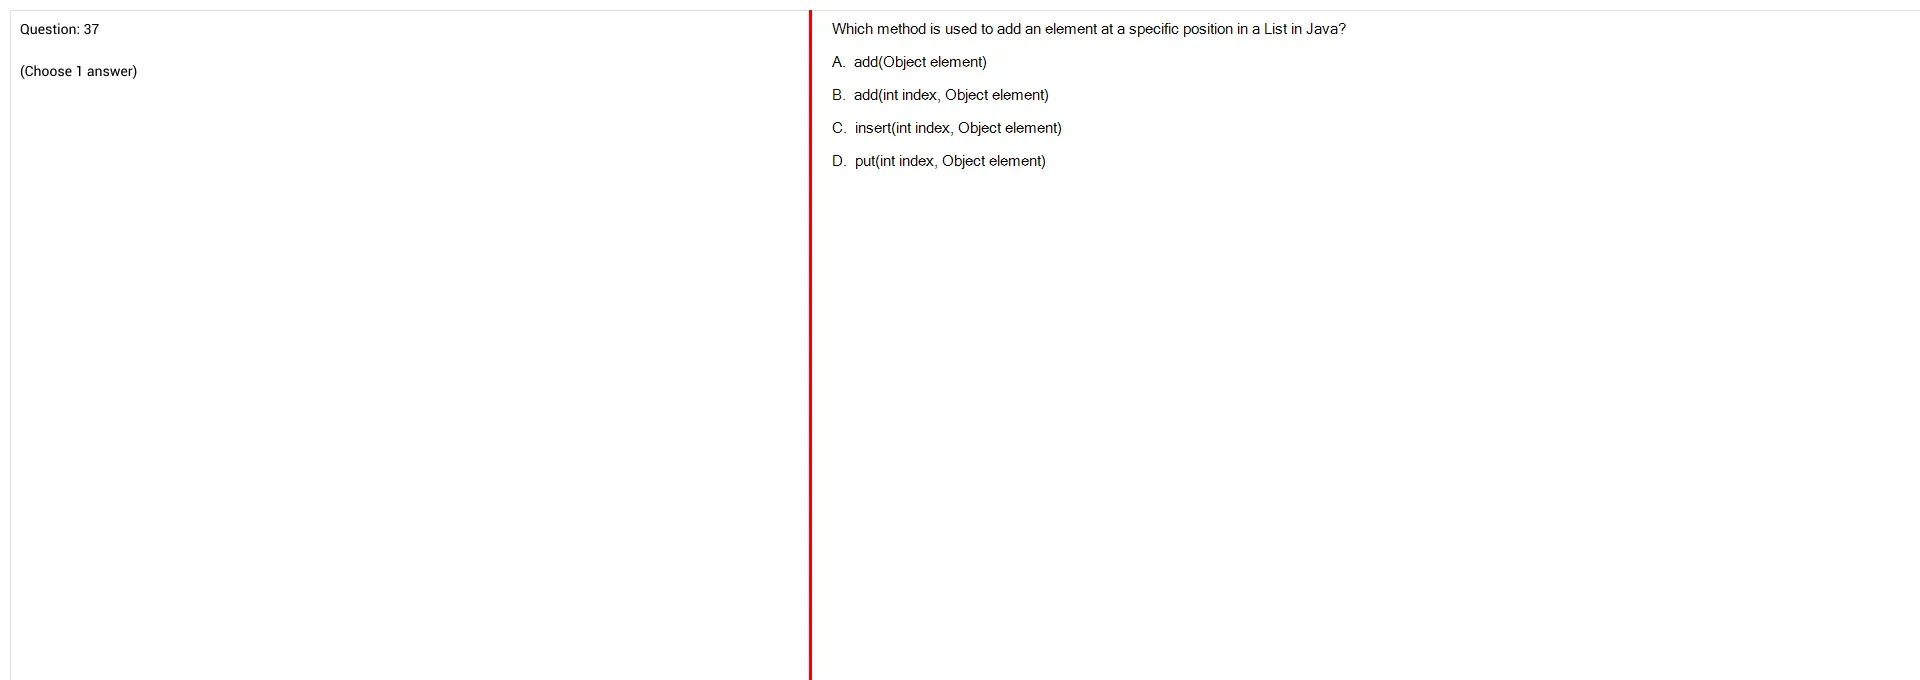 Question: 37
(Choose 1 answer)
Which method is used to add an element at a specific position in a List in Java?
A. add(Object element)
B. add(int index, Object element)
C. insert(int index, Object element)
D. put(int index, Object element)